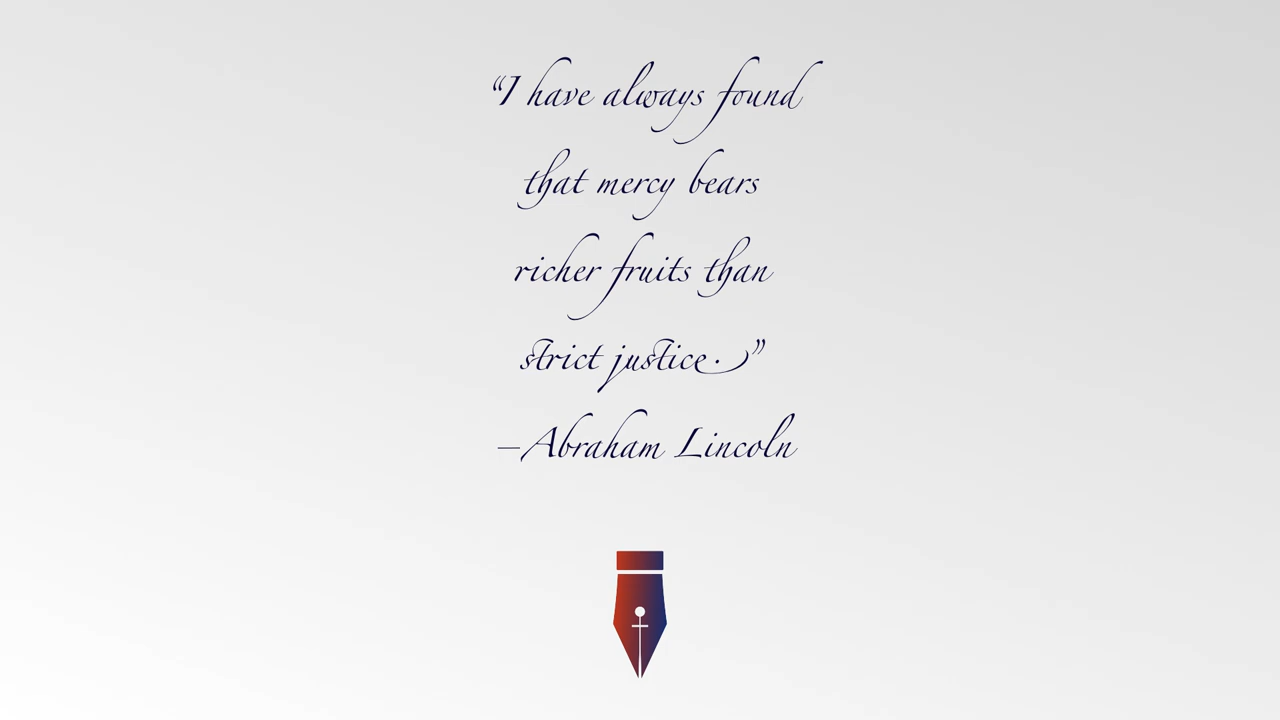 “I have always found
that mercy bears
richer fruits than
strict justice.”
–Abraham Lincoln